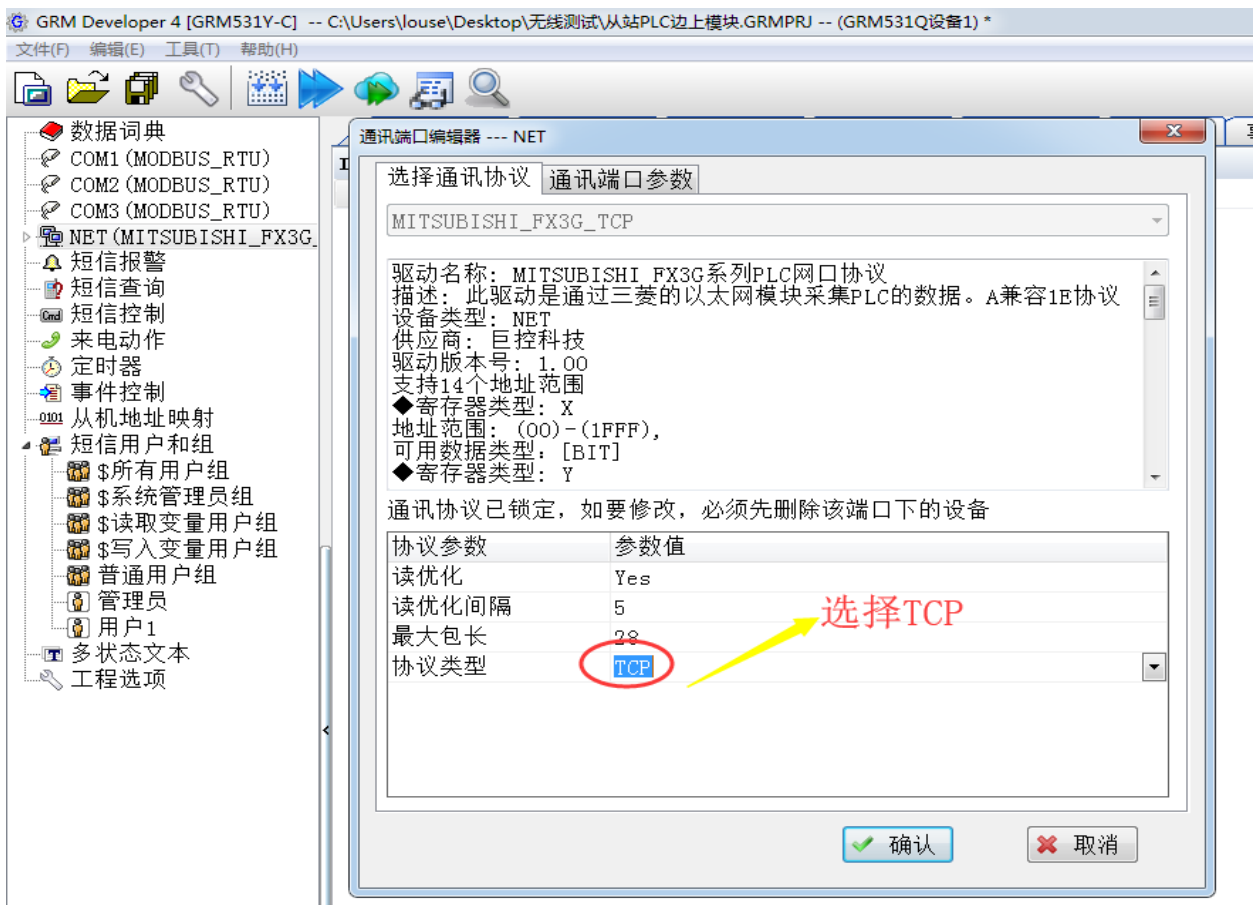 GRM Developer 4 [GRM531Y-C] -- C:\Users\louse\Desktop\无线测试\从站PLC边上模块.GRMPRJ -- (GRM531Q设备1) *
文件(F) 编辑(E) 工具(T) 帮助(H)
数据词典
COM1(MODBUS_RTU)
COM2(MODBUS_RTU)
COM3(MODBUS_RTU)
NET(MITSUBISHI_FX3G_
短信报警
短信查询
Cmd 短信控制
来电动作
定时器
事件控制
0101 从机地址映射
短信用户和组
$所有用户组
$系统管理员组
$读取变量用户组
$写入变量用户组
普通用户组
管理员
用户1
多状态文本
工程选项
通讯端口编辑器 --- NET
选择通讯协议 通讯端口参数
MITSUBISHI_FX3G_TCP
驱动名称: MITSUBISHI FX3G系列PLC网口协议
描述: 此驱动是通过三菱的以太网模块采集PLC的数据。A兼容1E协议
设备类型: NET
供应商: 巨控科技
驱动版本号: 1.00
支持14个地址范围
◆寄存器类型: X
地址范围: (00)-(1FFF),
可用数据类型: [BIT]
◆寄存器类型: Y
通讯协议已锁定，如要修改，必须先删除该端口下的设备
协议参数 参数值
读优化 Yes
读优化间隔 5
选择TCP
最大包长 28
协议类型 TCP
确认 取消